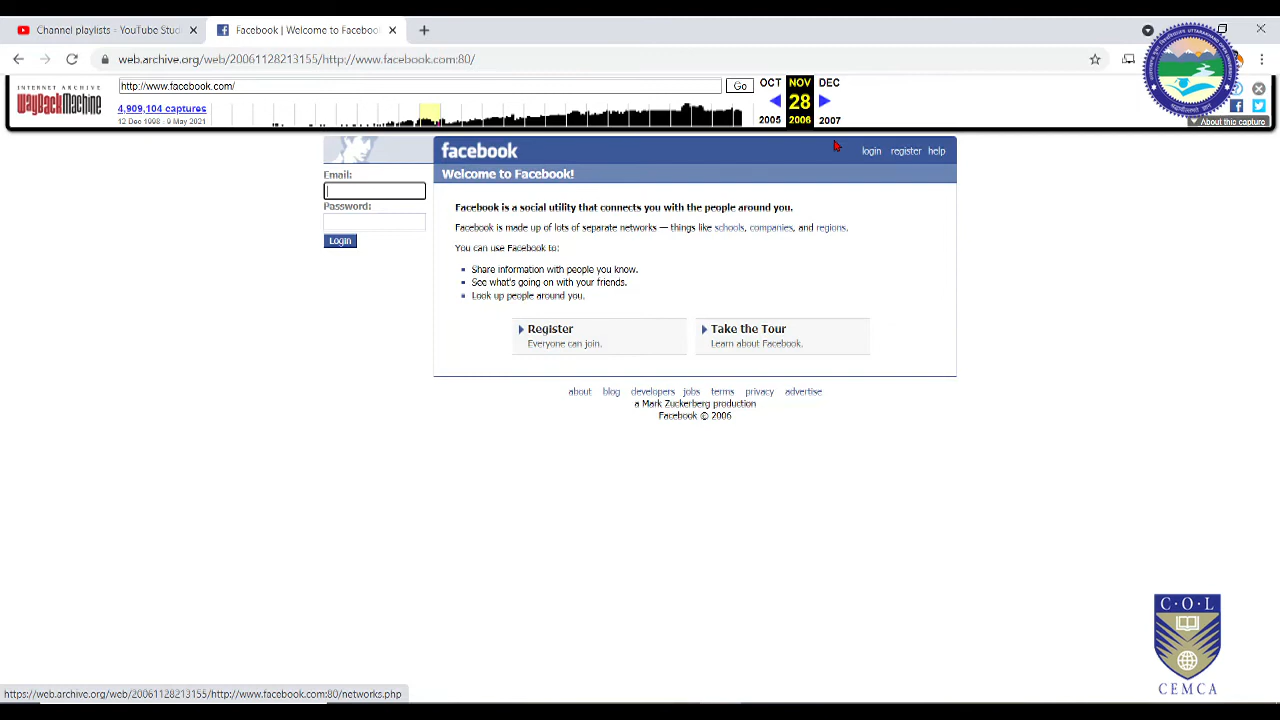 Channel playlists - YouTube Stud
Facebook | Welcome to Facebook
web.archive.org/web/20061128213155/http://www.facebook.com:80/
INTERNET ARCHIVE
WayBackMachine
http://www.facebook.com/
Go
OCT NOV DEC
4,909,104 captures
28
12 Dec 1998 - 9 May 2021
2005 2006 2007
About this capture
facebook
login register help
Email:
Welcome to Facebook!
Password:
Login
Facebook is a social utility that connects you with the people around you.
Facebook is made up of lots of separate networks — things like schools, companies, and regions.
You can use Facebook to:
Share information with people you know.
See what's going on with your friends.
Look up people around you.
Register
Everyone can join.
Take the Tour
Learn about Facebook.
about blog developers jobs terms privacy advertise
a Mark Zuckerberg production
Facebook © 2006
C·O·L
CEMCA
https://web.archive.org/web/20061128213155/http://www.facebook.com:80/networks.php